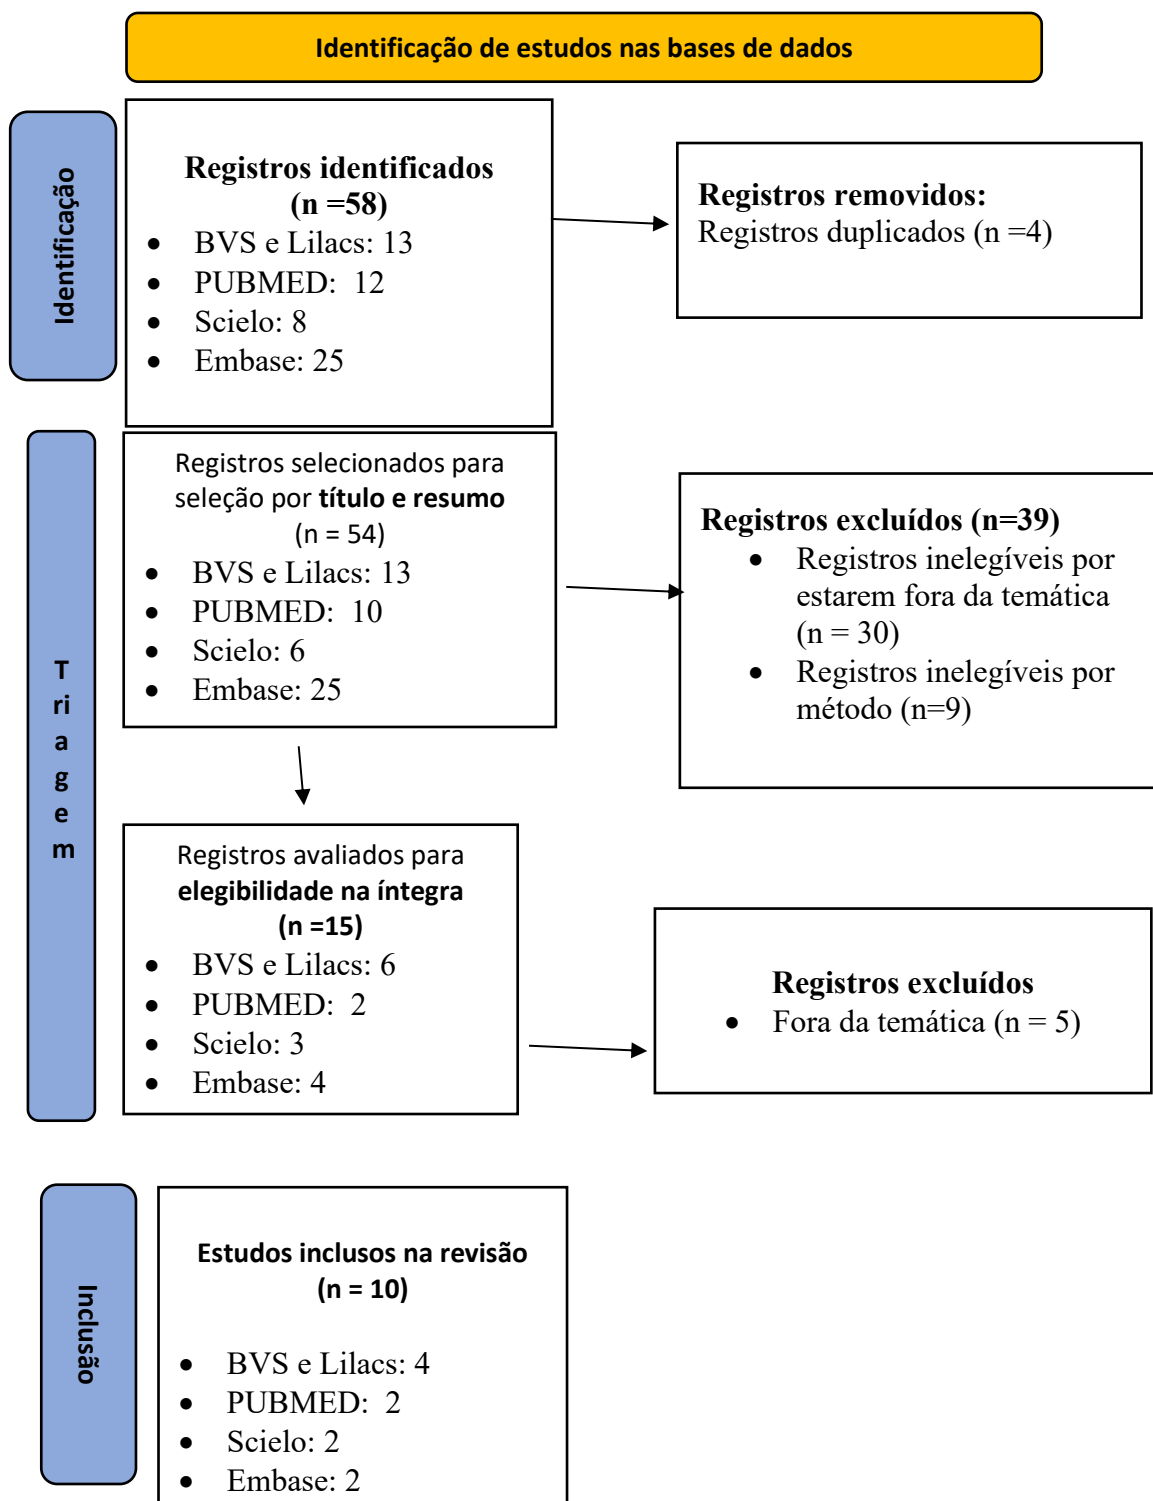 Identificação de estudos nas bases de dados
Identificação
Registros identificados
(n =58)
• BVS e Lilacs: 13
• PUBMED: 12
• Scielo: 8
• Embase: 25
Registros removidos:
Registros duplicados (n =4)
Triagem
Registros selecionados para
seleção por título e resumo
(n = 54)
• BVS e Lilacs: 13
• PUBMED: 10
• Scielo: 6
• Embase: 25
Registros excluídos (n=39)
• Registros inelegíveis por
estarem fora da temática
(n = 30)
• Registros inelegíveis por
método (n=9)
Registros avaliados para
elegibilidade na íntegra
(n =15)
• BVS e Lilacs: 6
• PUBMED: 2
• Scielo: 3
• Embase: 4
Registros excluídos
• Fora da temática (n = 5)
Inclusão
Estudos inclusos na revisão
(n = 10)
• BVS e Lilacs: 4
• PUBMED: 2
• Scielo: 2
• Embase: 2